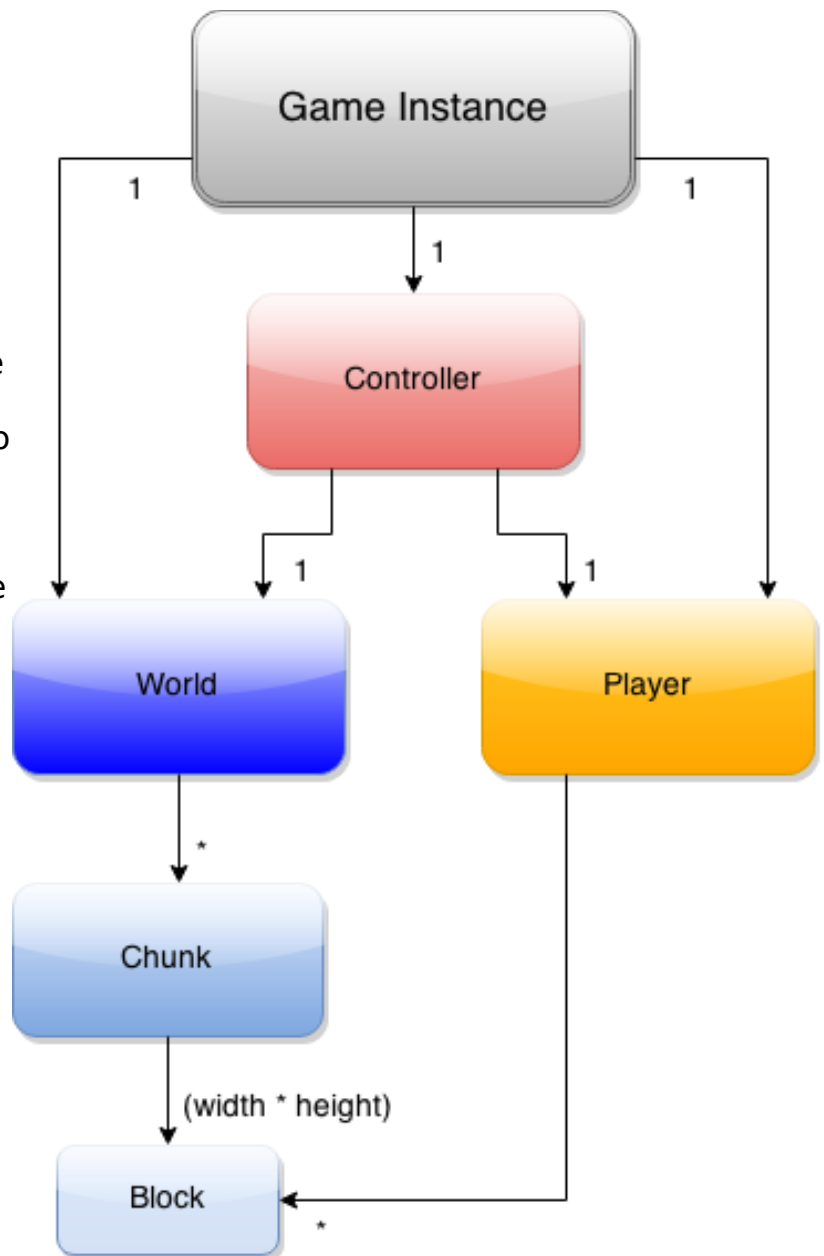 Game Instance
1
1
1
e
Controller
o
1
1
e
World
Player
*
Chunk
(width * height)
Block
*